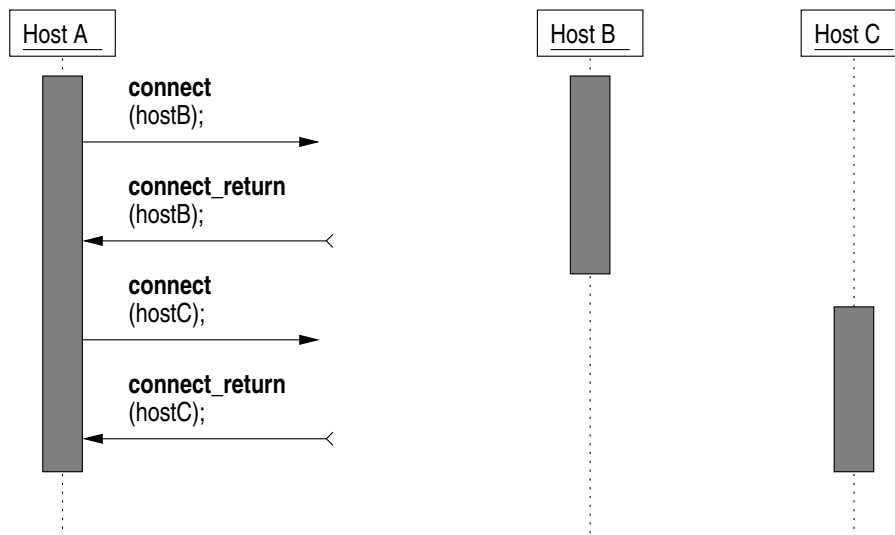 Host A
Host B
Host C
connect
(hostB);
connect_return
(hostB);
connect
(hostC);
connect_return
(hostC);